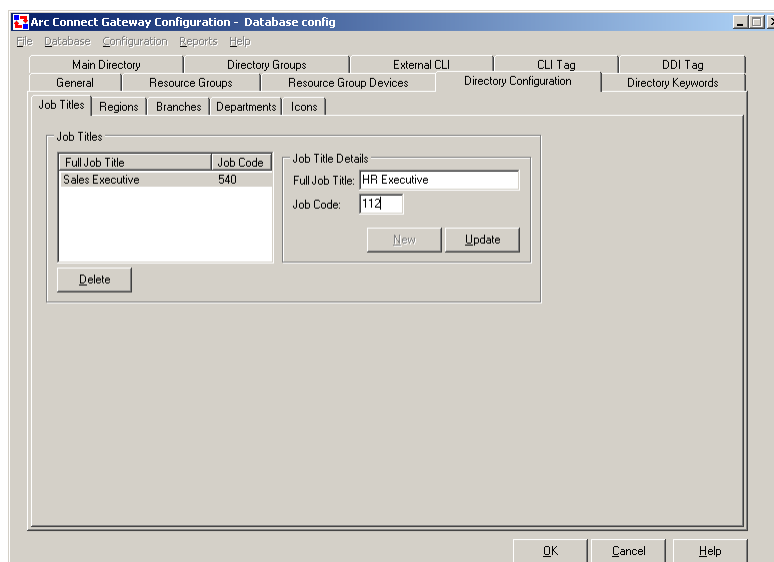 Arc Connect Gateway Configuration - Database config
File Database Configuration Reports Help
Main Directory Directory Groups External CLI CLI Tag DDI Tag
General Resource Groups Resource Group Devices Directory Configuration Directory Keywords
Job Titles Regions Branches Departments Icons
Job Titles
Full Job Title Job Code
Sales Executive 540
Job Title Details
Full Job Title: HR Executive
Job Code: 112
New Update
Delete
OK Cancel Help